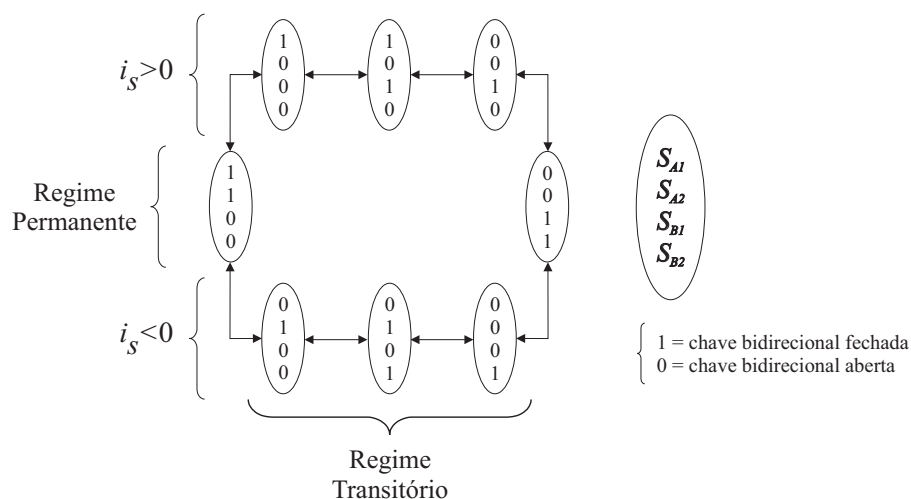 i_s>0
1
0
0
0
1
0
1
0
0
0
1
0
Regime
Permanente
1
1
0
0
0
0
1
1
S_A1
S_A2
S_B1
S_B2
i_s<0
0
1
0
0
0
1
0
1
0
0
0
1
1 = chave bidirecional fechada
0 = chave bidirecional aberta
Regime
Transitório